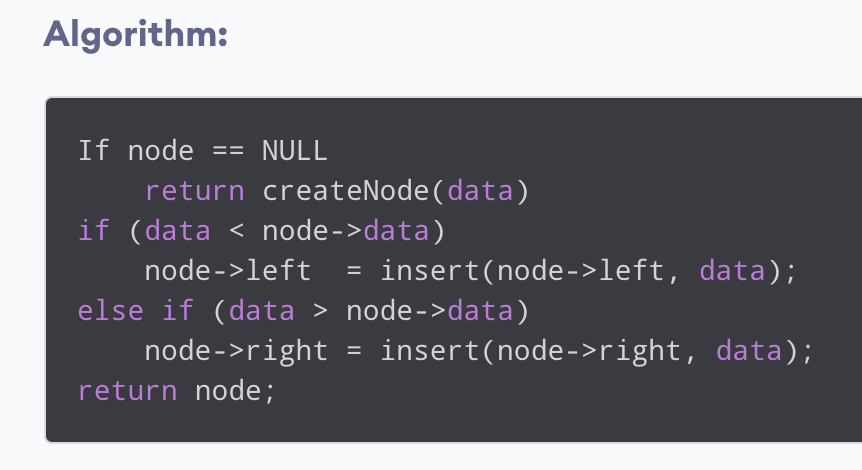 Algorithm:
If node == NULL
    return createNode(data)
if (data < node->data)
    node->left  = insert(node->left, data);
else if (data > node->data)
    node->right = insert(node->right, data);
return node;